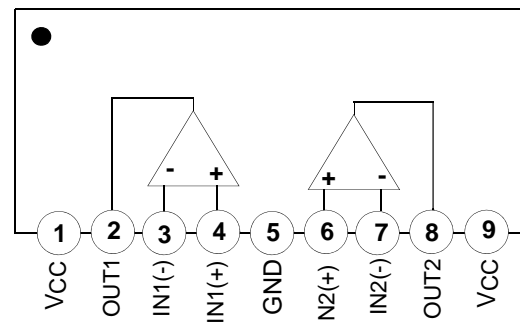 - +
+ -
1 2 3 4 5 6 7 8 9
VCC
OUT1
IN1(-)
IN1(+)
GND
N2(+)
IN2(-)
OUT2
VCC